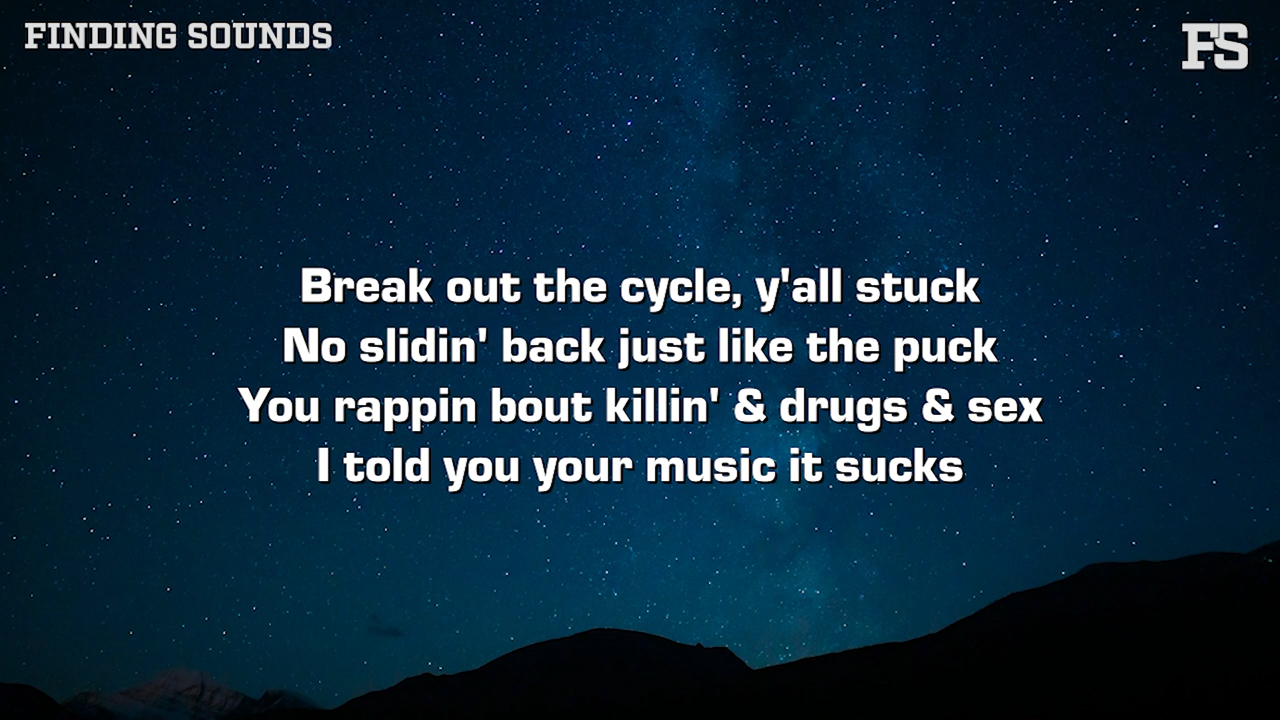 FINDING SOUNDS
FS
Break out the cycle, y'all stuck
No slidin' back just like the puck
You rappin bout killin' & drugs & sex
I told you your music it sucks